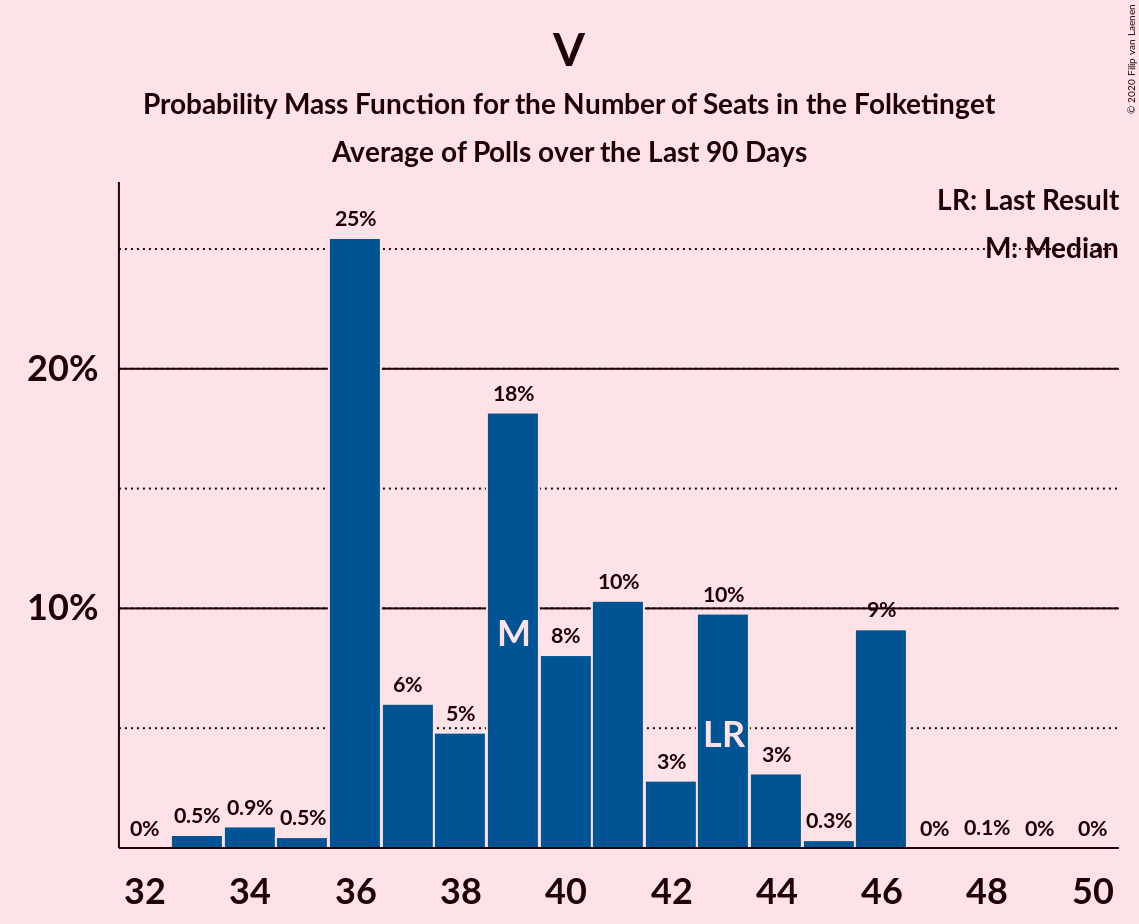 V
Probability Mass Function for the Number of Seats in the Folketinget
Average of Polls over the Last 90 Days
© 2020 Filip van Laenen
LR: Last Result
M: Median
20%
10%
0%
0.5%
0.9%
0.5%
25%
6%
5%
18%
8%
10%
3%
10%
3%
0.3%
9%
0%
0.1%
0%
0%
M
LR
32 34 36 38 40 42 44 46 48 50